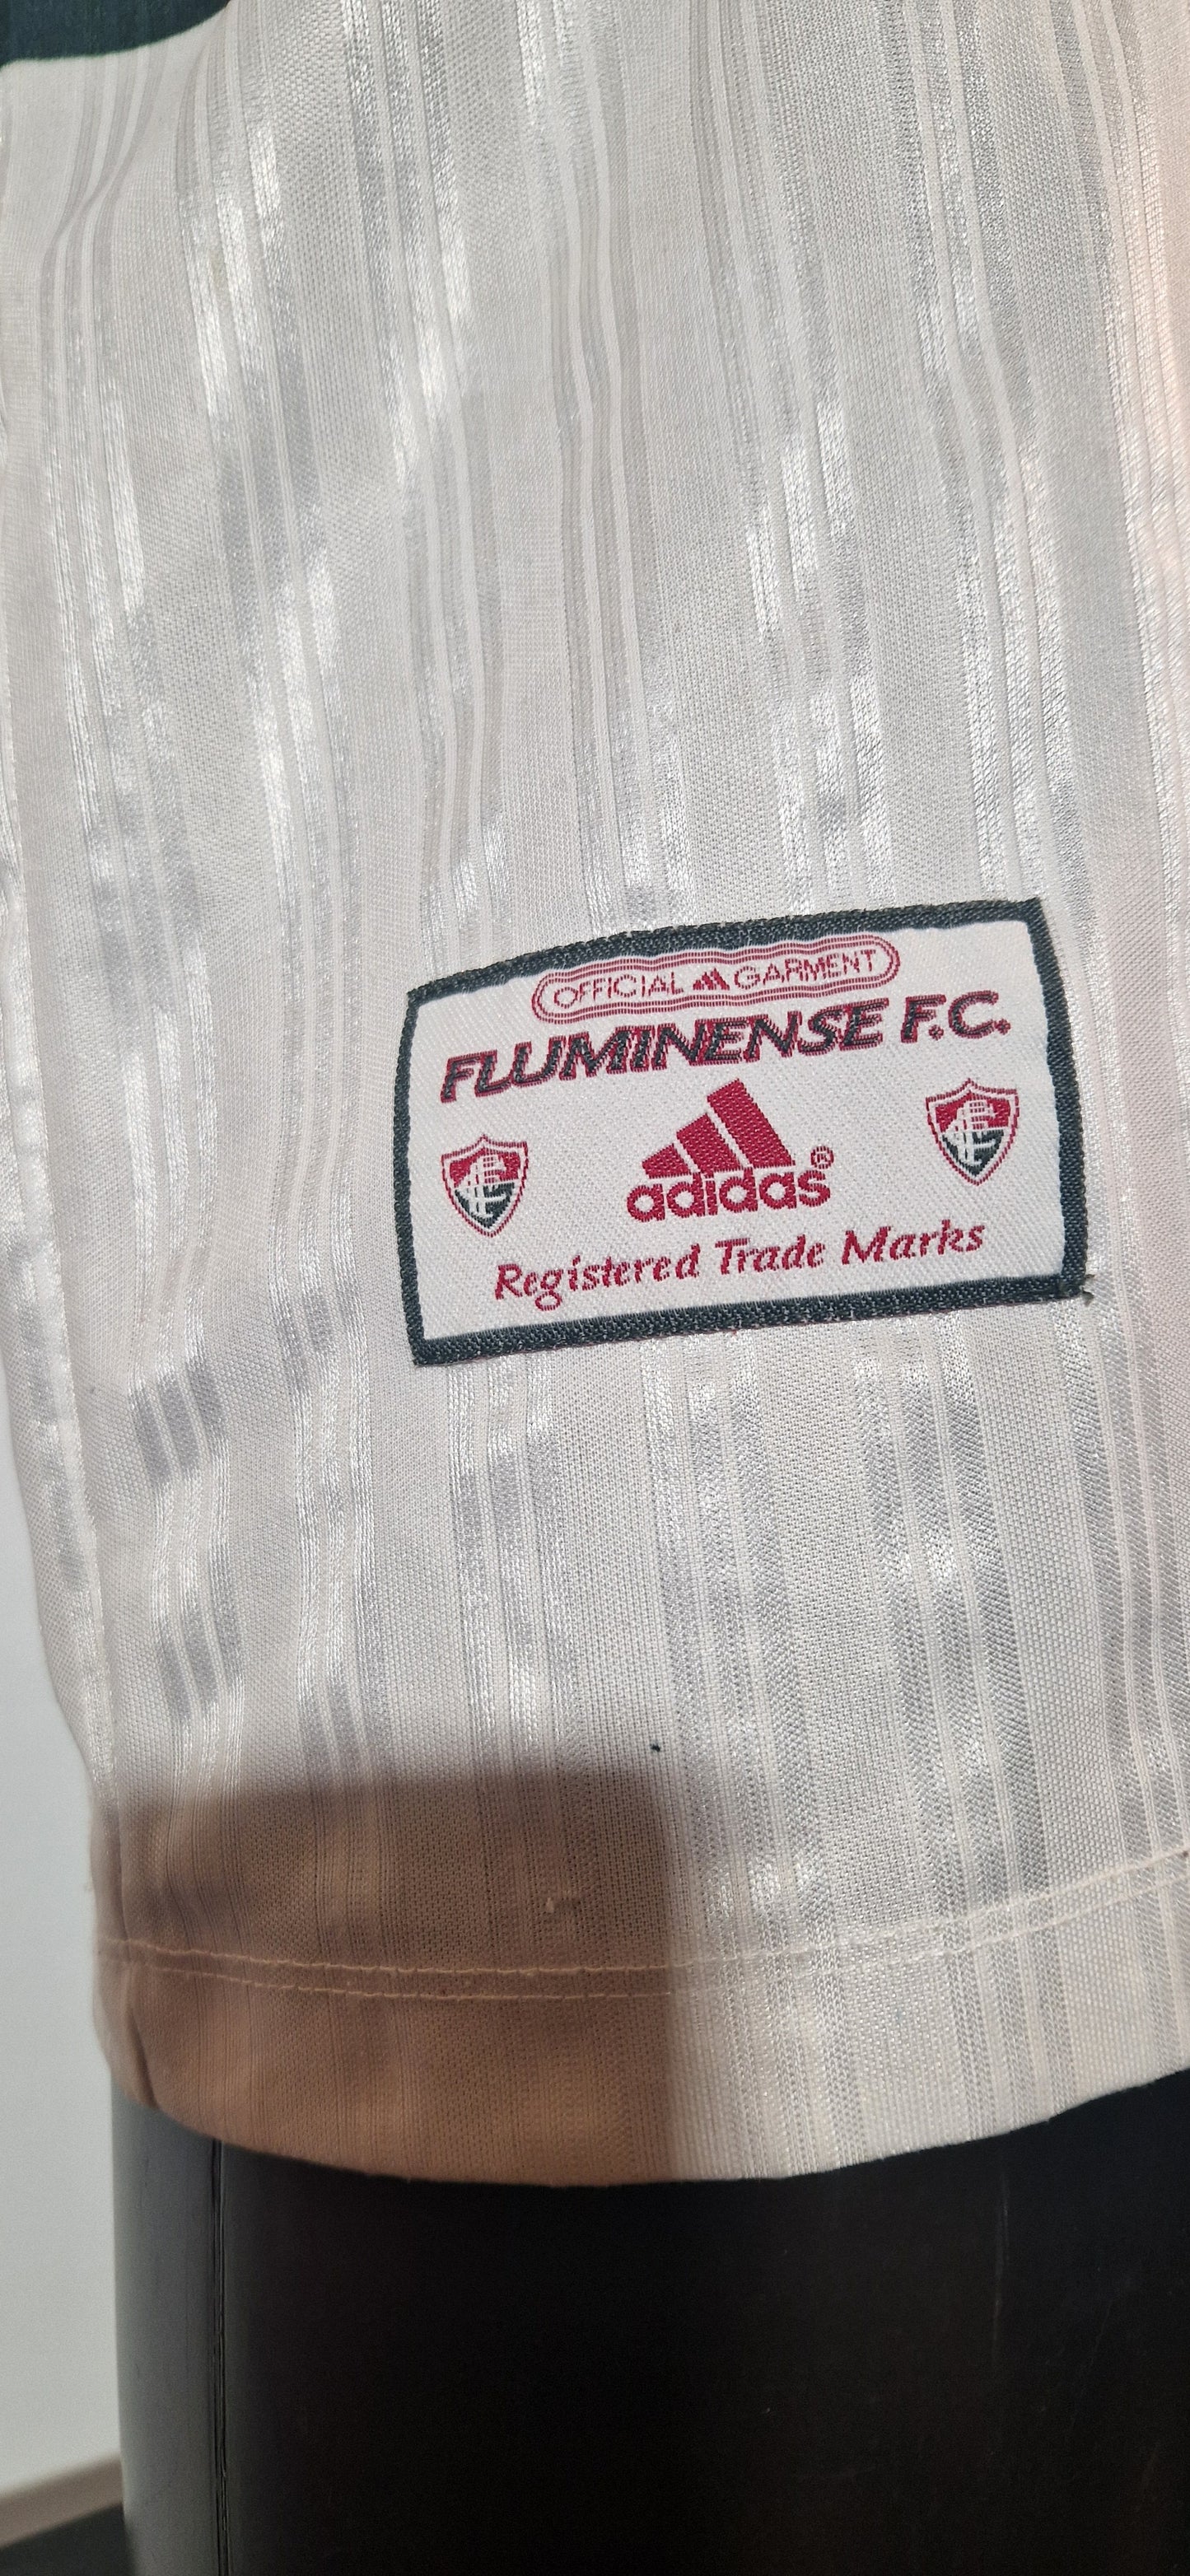 OFFICIAL GARMENT
FLUMINENSE F.C.
adidas®
Registered Trade Marks